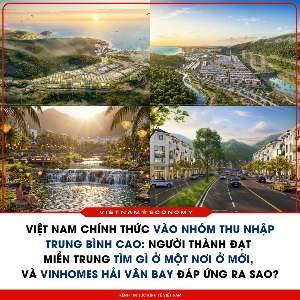 VIETNAM★ECONOMY
VIỆT NAM CHÍNH THỨC VÀO NHÓM THU NHẬP
TRUNG BÌNH CAO: NGƯỜI THÀNH ĐẠT
MIỀN TRUNG TÌM GÌ Ở MỘT NƠI Ở MỚI,
VÀ VINHOMES HẢI VÂN BAY ĐÁP ỨNG RA SAO?